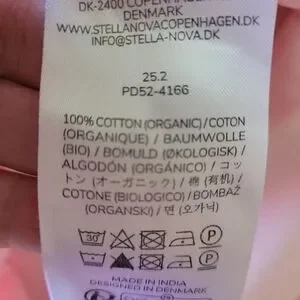 DK-2400 COPENHAGEN
DENMARK
WWW.STELLANOVACOPENHAGEN.DK
INFO@STELLA-NOVA.DK
25.2
PD52-4166
100% COTTON (ORGANIC) / COTON
(ORGANIQUE) / BAUMWOLLE
(BIO) / BOMULD (ØKOLOGISK) /
ALGODÓN (ORGÁNICO) / コッ
トン (オーガニック) / 棉 (有机) /
COTONE (BIOLOGICO) / BOMBAŻ
(ORGANSKI) / 면 (오가닉)
30
P
P
MADE IN INDIA
DESIGNED IN DENMARK